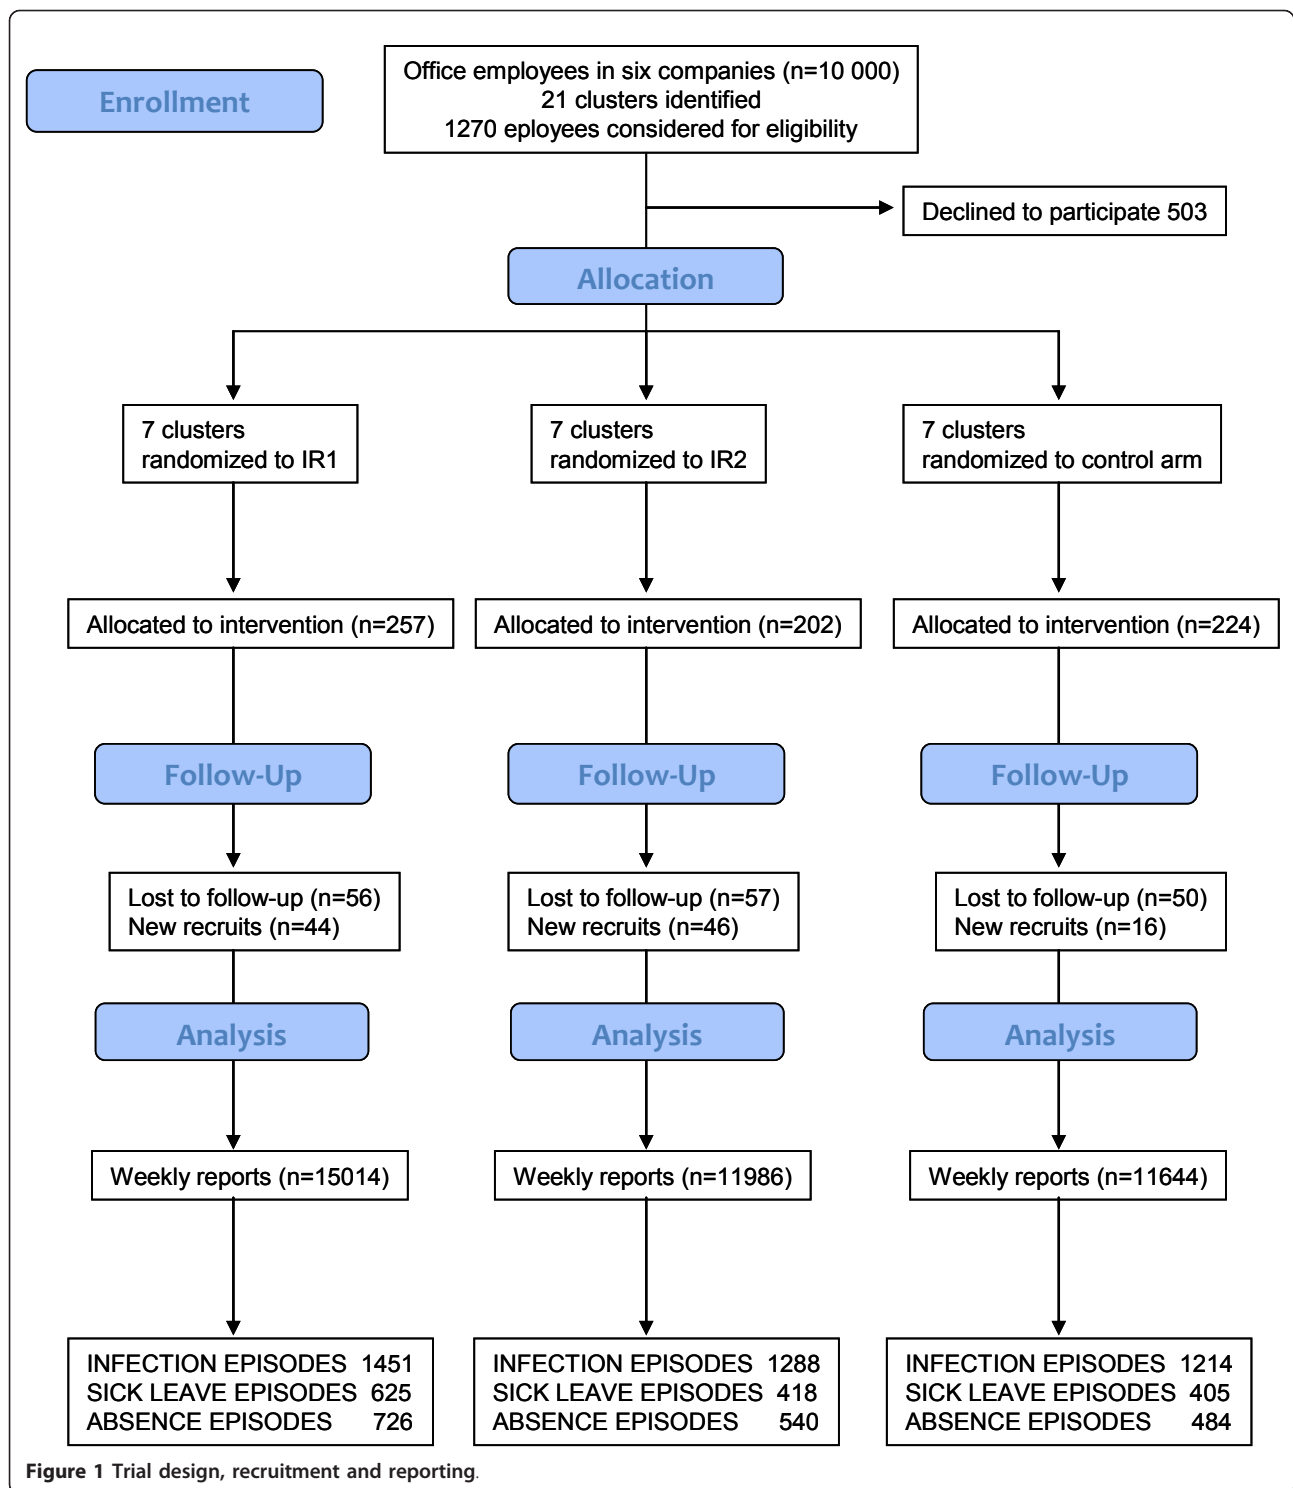 Enrollment
Office employees in six companies (n=10 000)
21 clusters identified
1270 eployees considered for eligibility
Declined to participate 503
Allocation
7 clusters
randomized to IR1
7 clusters
randomized to IR2
7 clusters
randomized to control arm
Allocated to intervention (n=257)
Allocated to intervention (n=202)
Allocated to intervention (n=224)
Follow-Up
Follow-Up
Follow-Up
Lost to follow-up (n=56)
New recruits (n=44)
Lost to follow-up (n=57)
New recruits (n=46)
Lost to follow-up (n=50)
New recruits (n=16)
Analysis
Analysis
Analysis
Weekly reports (n=15014)
Weekly reports (n=11986)
Weekly reports (n=11644)
INFECTION EPISODES 1451
SICK LEAVE EPISODES 625
ABSENCE EPISODES 726
INFECTION EPISODES 1288
SICK LEAVE EPISODES 418
ABSENCE EPISODES 540
INFECTION EPISODES 1214
SICK LEAVE EPISODES 405
ABSENCE EPISODES 484
Figure 1 Trial design, recruitment and reporting.